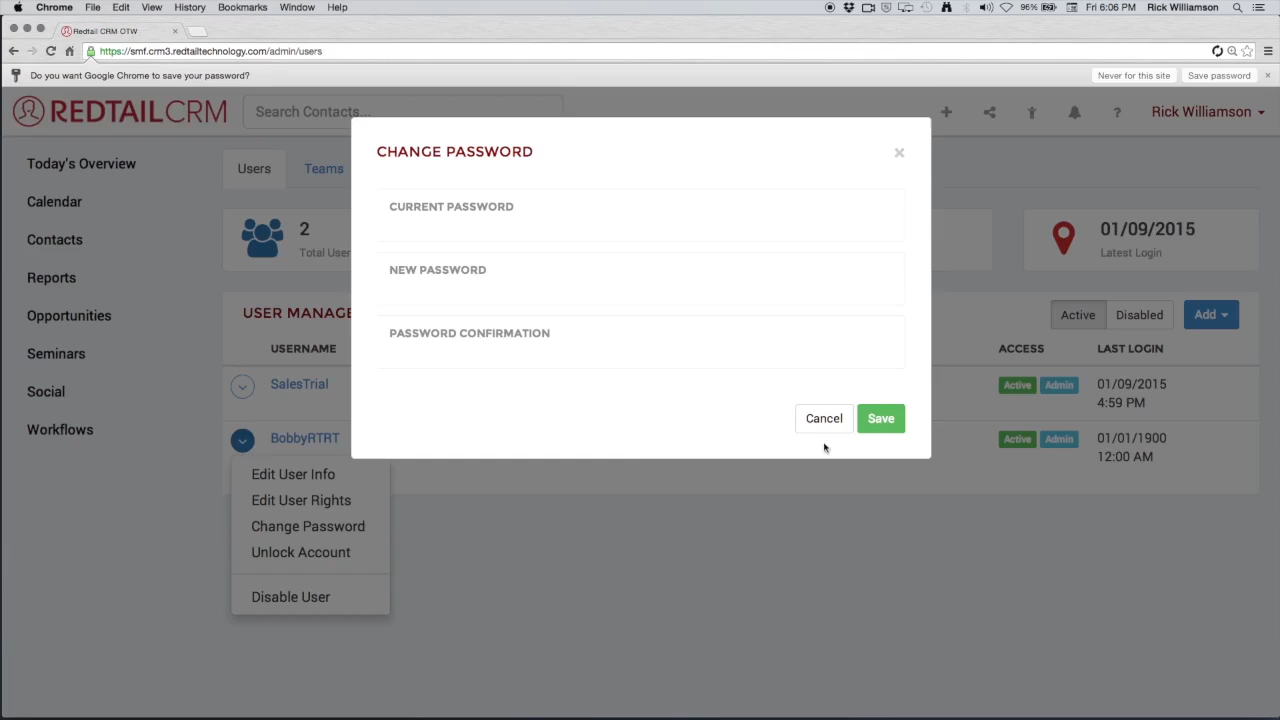 Chrome File Edit View History Bookmarks Window Help 96% Fri 6:06 PM Rick Williamson
Redtail CRM OTW
https://smf.crm3.redtailtechnology.com/admin/users
Do you want Google Chrome to save your password? Never for this site Save password
REDTAILCRM Search Contacts... ? Rick Williamson
CHANGE PASSWORD
Today's Overview Users Teams
Calendar CURRENT PASSWORD
2 01/09/2015
Contacts Total User Latest Login
Reports NEW PASSWORD
Opportunities USER MANAGE Active Disabled Add
PASSWORD CONFIRMATION
Seminars USERNAME ACCESS LAST LOGIN
Social SalesTrial Active Admin 01/09/2015
4:59 PM
Cancel Save
Workflows BobbyRTRT Active Admin 01/01/1900
12:00 AM
Edit User Info
Edit User Rights
Change Password
Unlock Account
Disable User